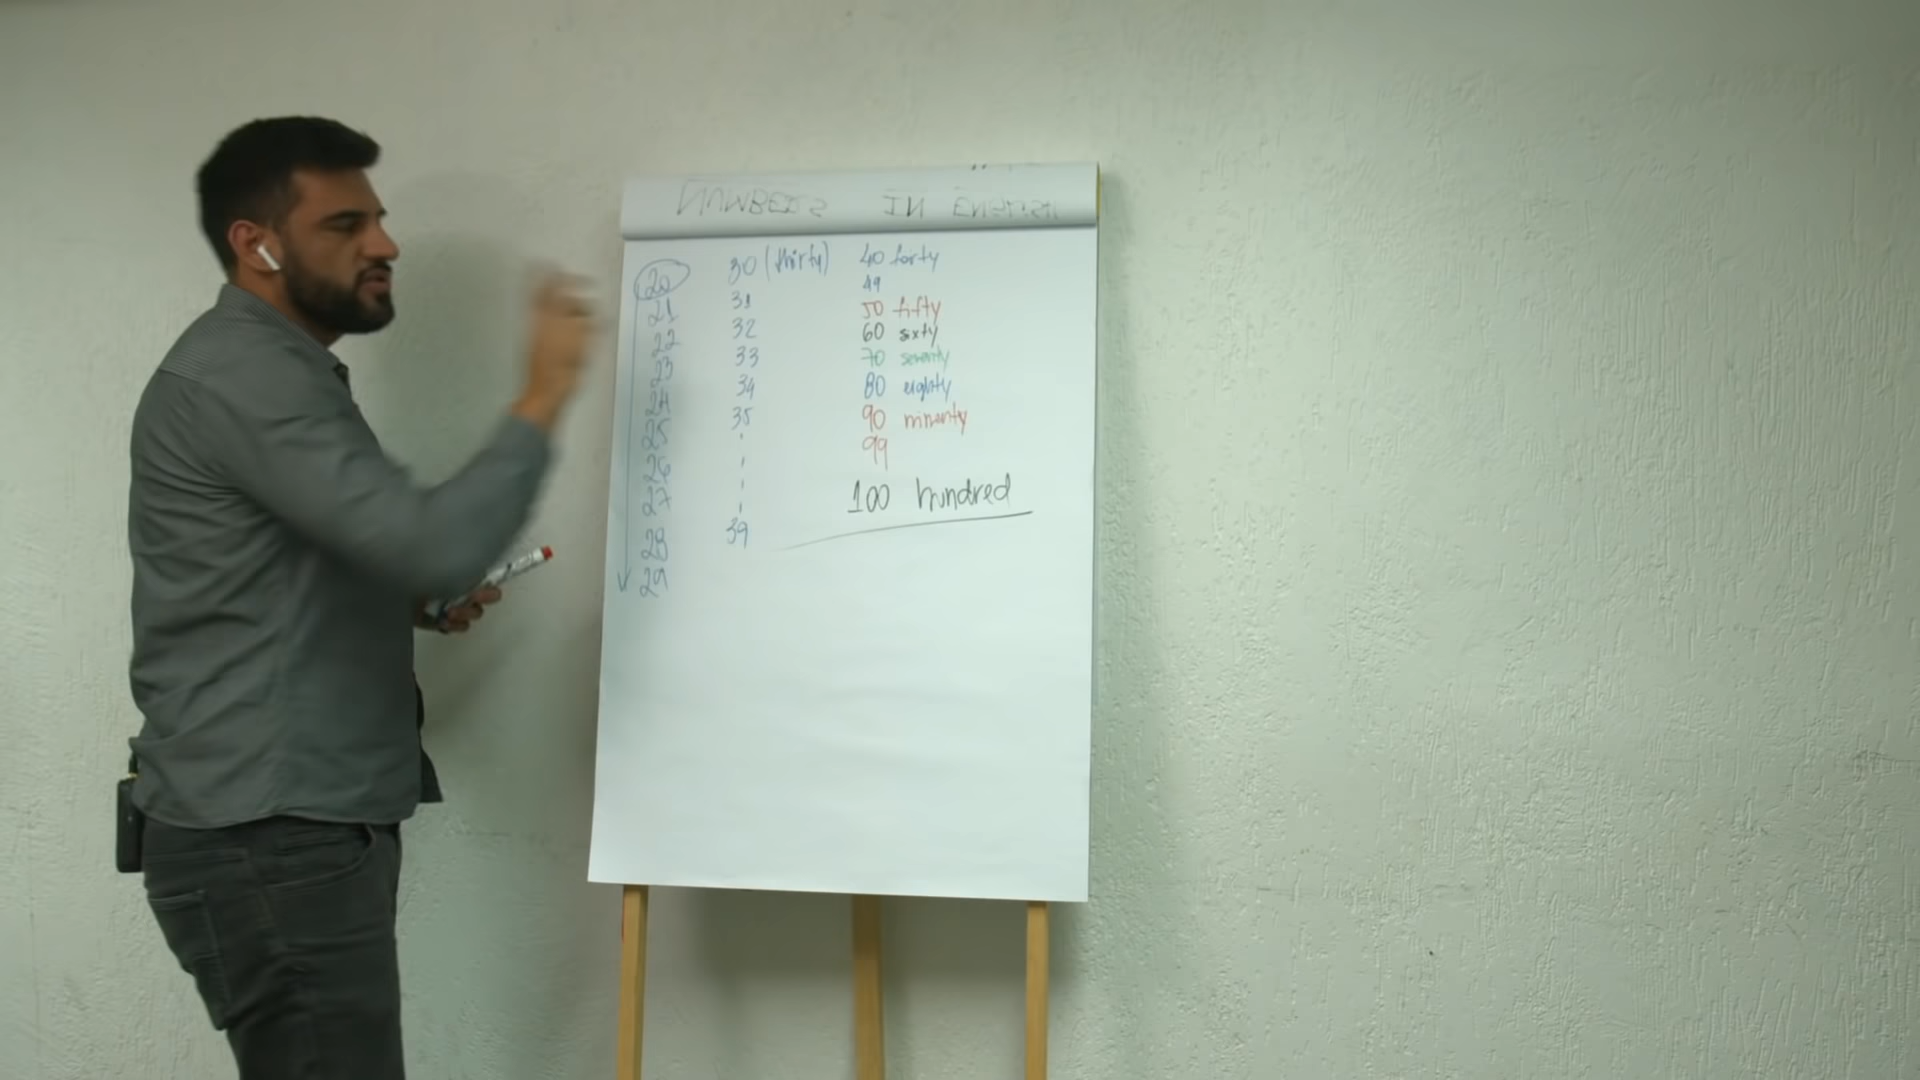 NUMBERS IN ENGLISH
20
21
22
23
24
25
26
27
28
29
30 (thirty)
31
32
33
34
35
39
40 forty
49
50 fifty
60 sixty
70 seventy
80 eighty
90 ninenty
99
100 hundred